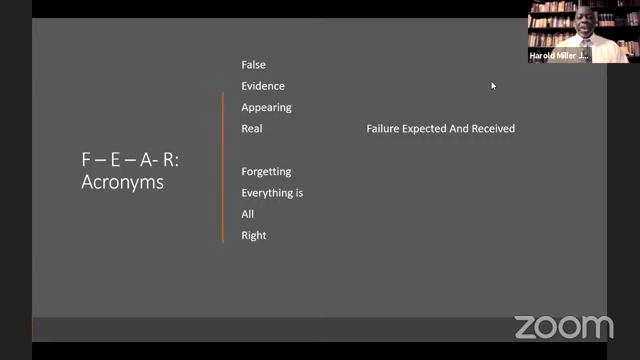 Harold Miller J...
F – E – A- R:
Acronyms
False
Evidence
Appearing
Real
Failure Expected And Received
Forgetting
Everything is
All
Right
zoom